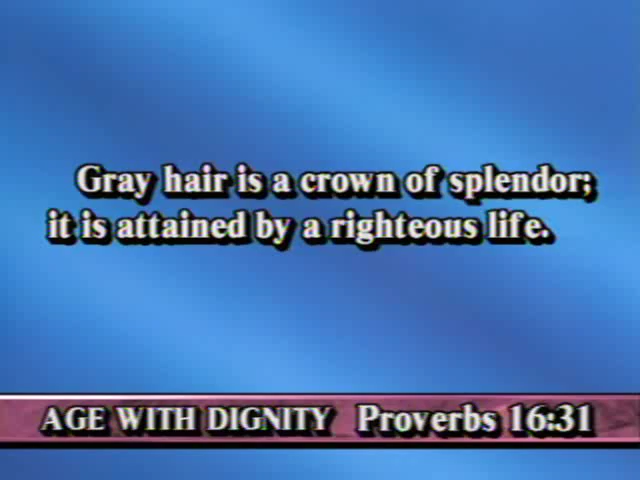 Gray hair is a crown of splendor;
it is attained by a righteous life.
AGE WITH DIGNITY Proverbs 16:31